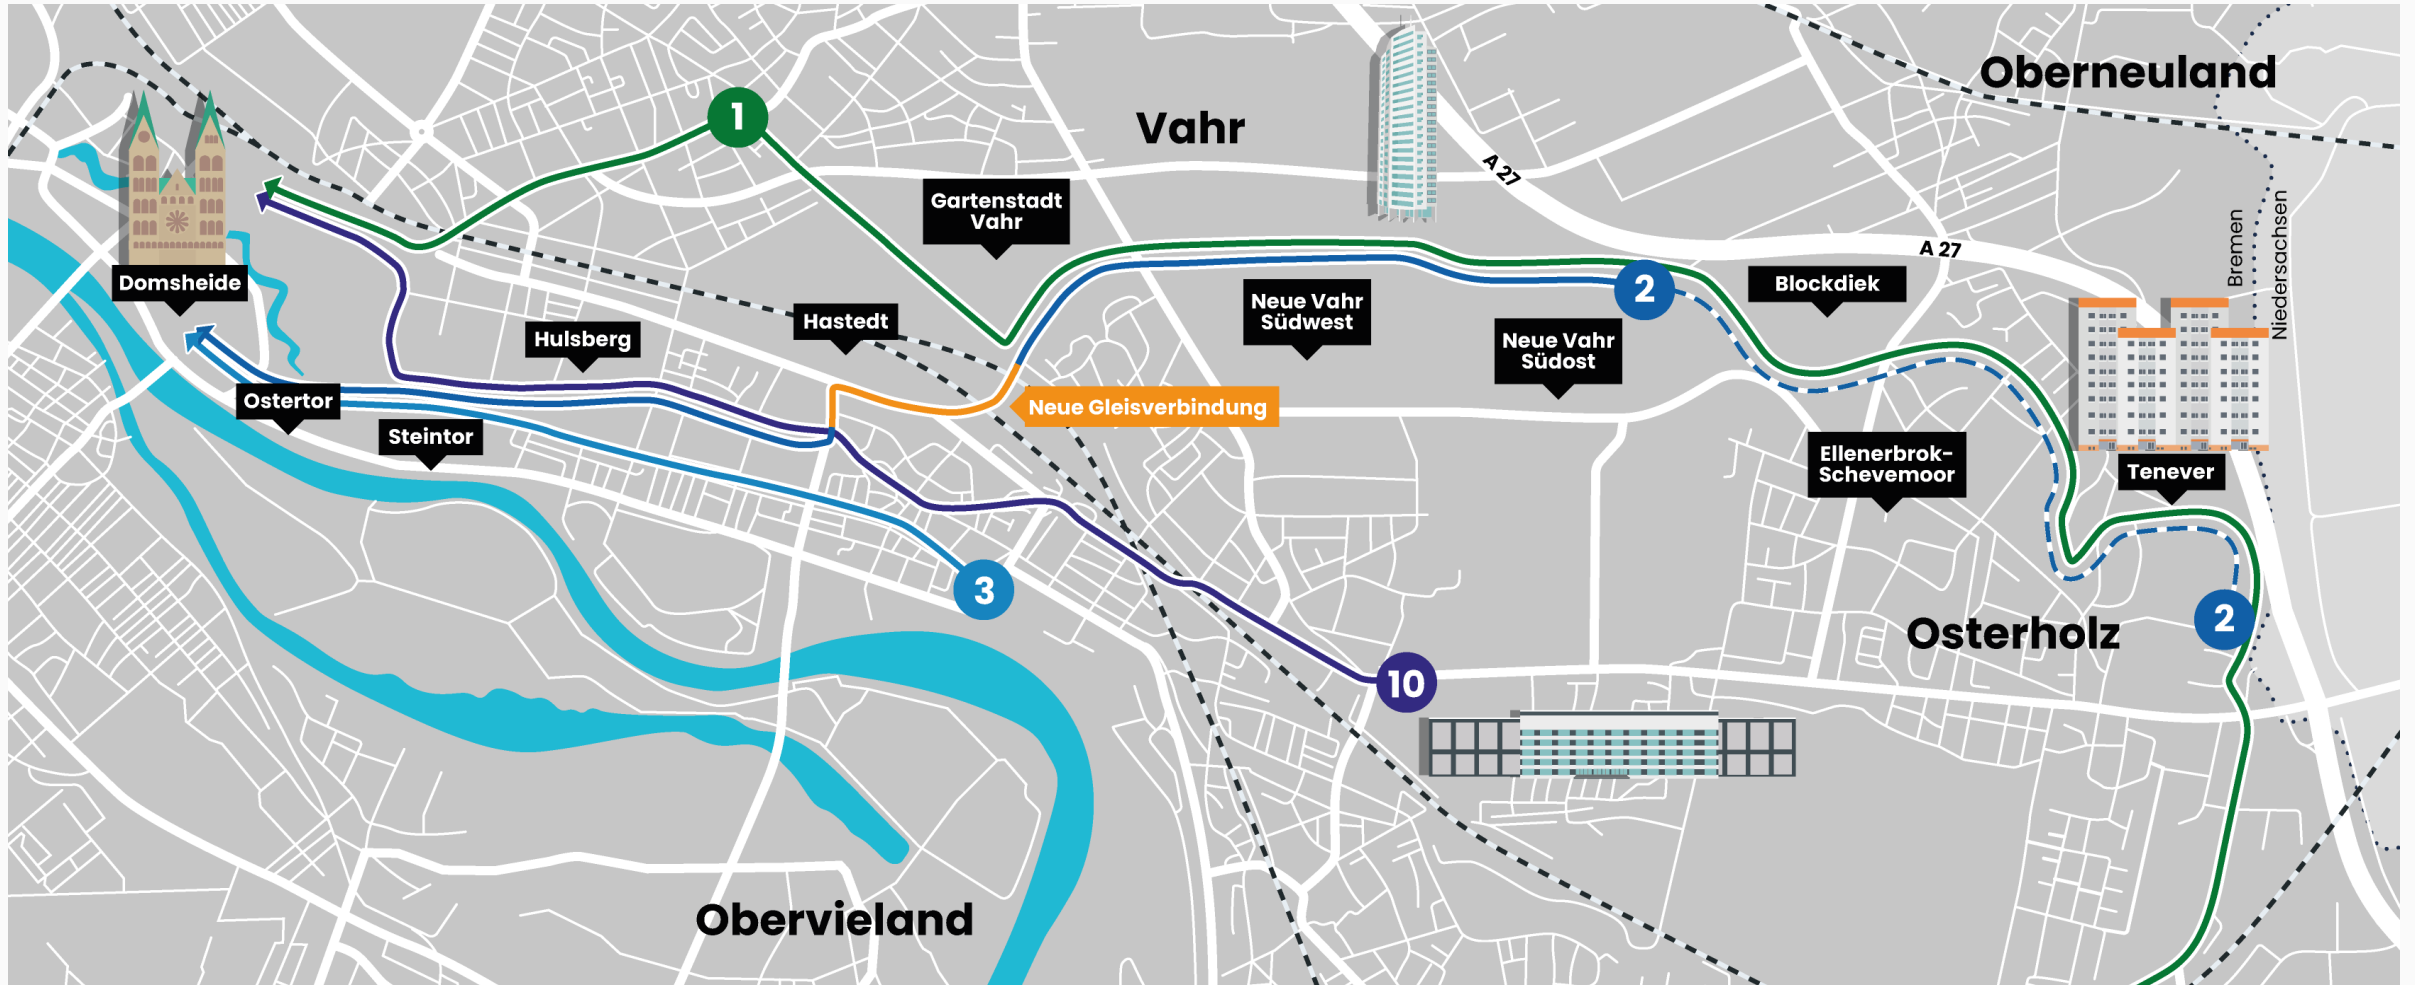 Oberneuland
1
Vahr
A 27
Gartenstadt
Vahr
A 27
Bremen
Niedersachsen
Domsheide
2
Blockdiek
Neue Vahr
Südwest
Hastedt
Hulsberg
Neue Vahr
Südost
Ostertor
Neue Gleisverbindung
Steintor
Ellenerbrok-
Schevemoor
Tenever
3
2
Osterholz
10
Obervieland